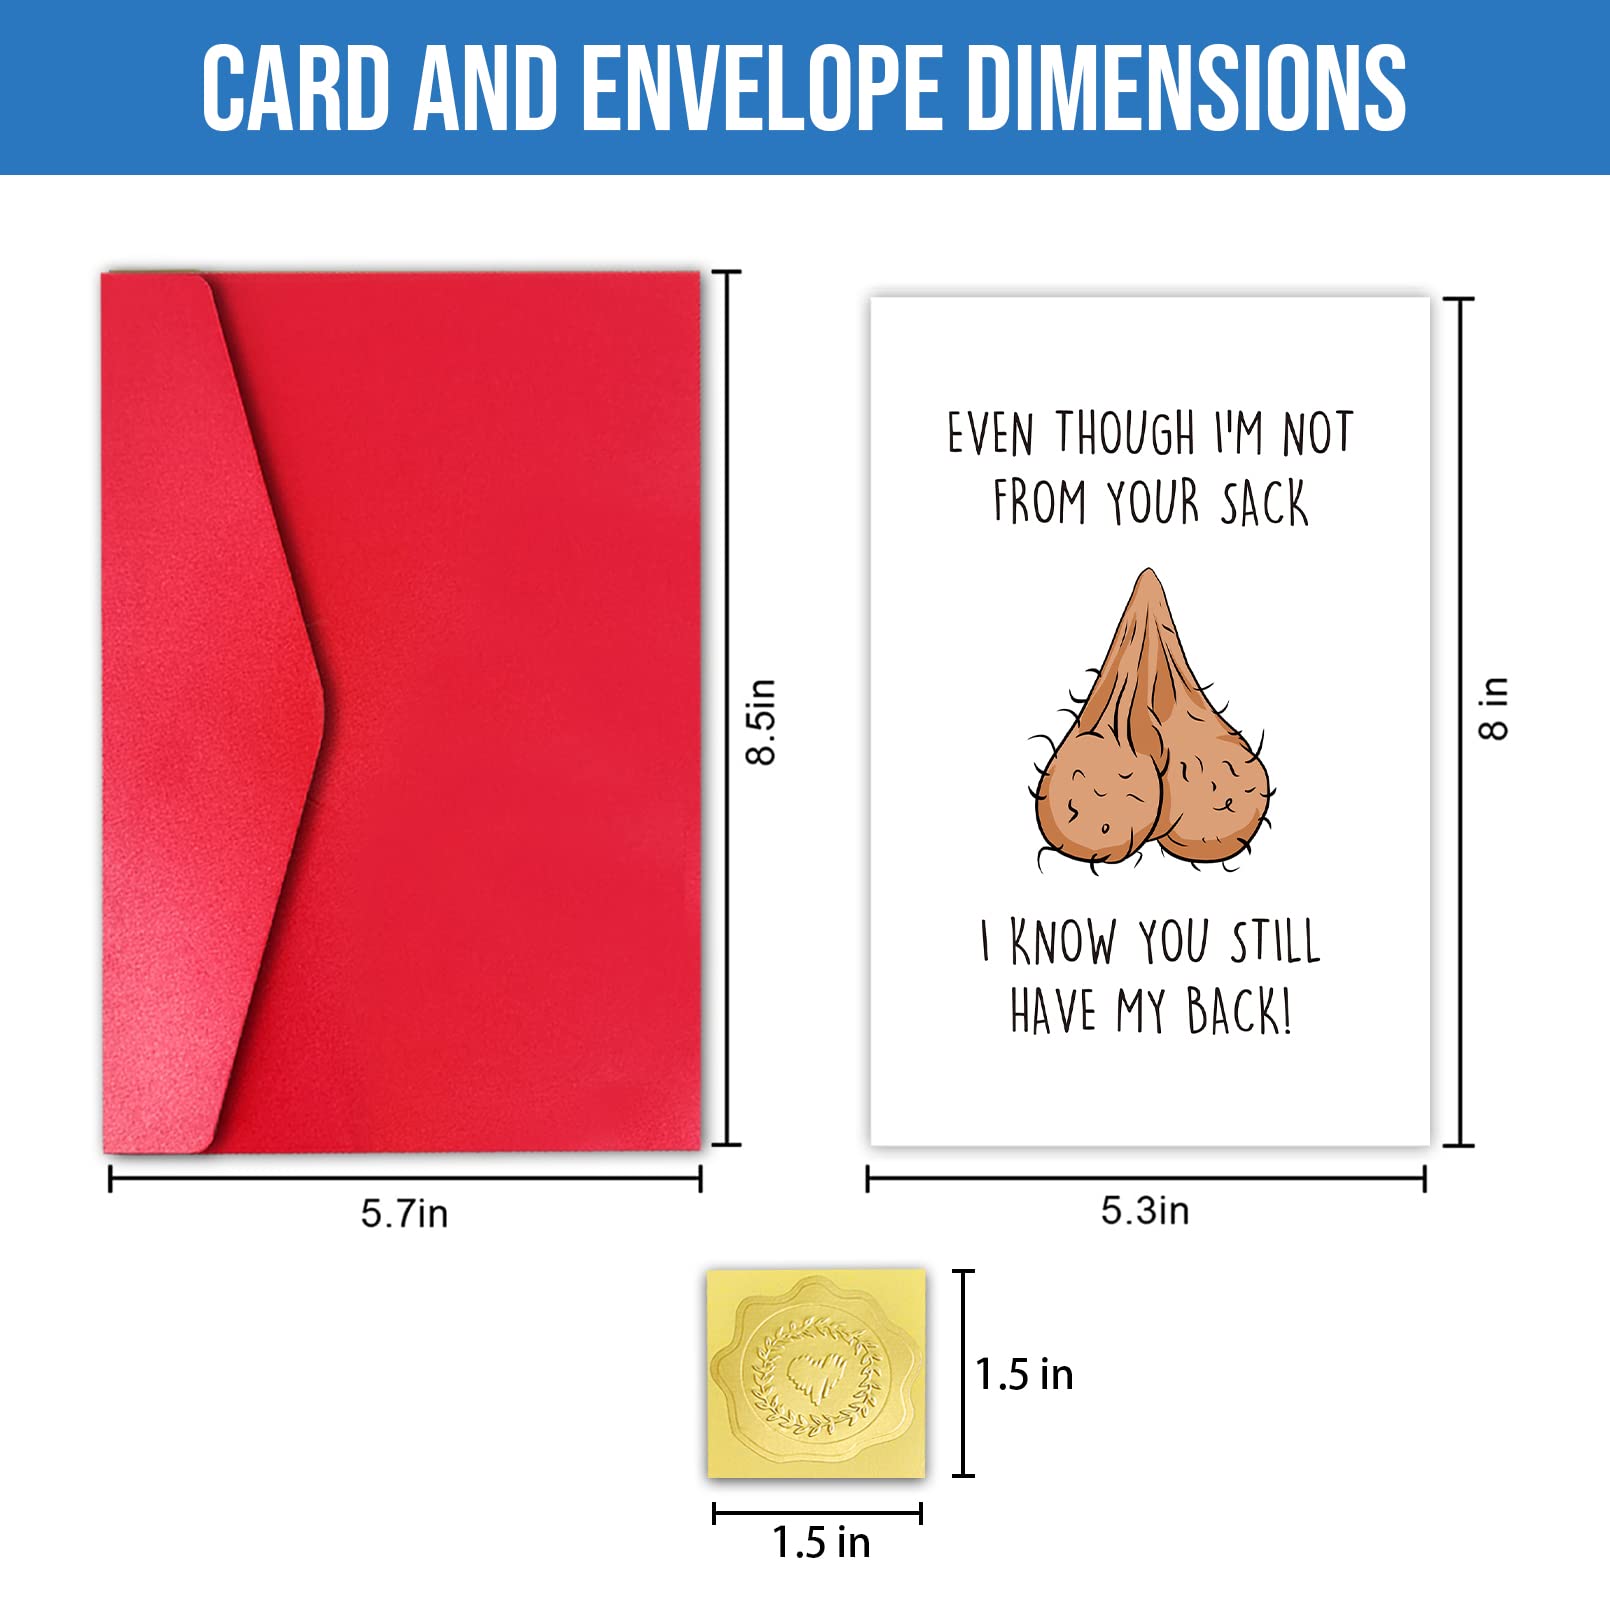 CARD AND ENVELOPE DIMENSIONS
8.5in
5.7in
EVEN THOUGH I'M NOT
FROM YOUR SACK
I KNOW YOU STILL
HAVE MY BACK!
8 in
5.3in
1.5 in
1.5 in